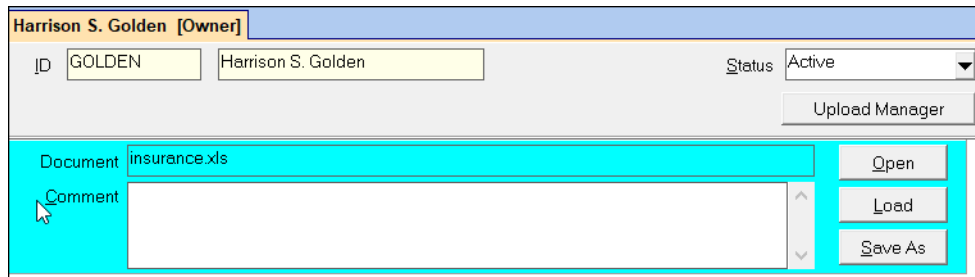 Harrison S. Golden [Owner]
ID GOLDEN Harrison S. Golden Status Active
Upload Manager
Document insurance.xls Open
Comment Load
Save As